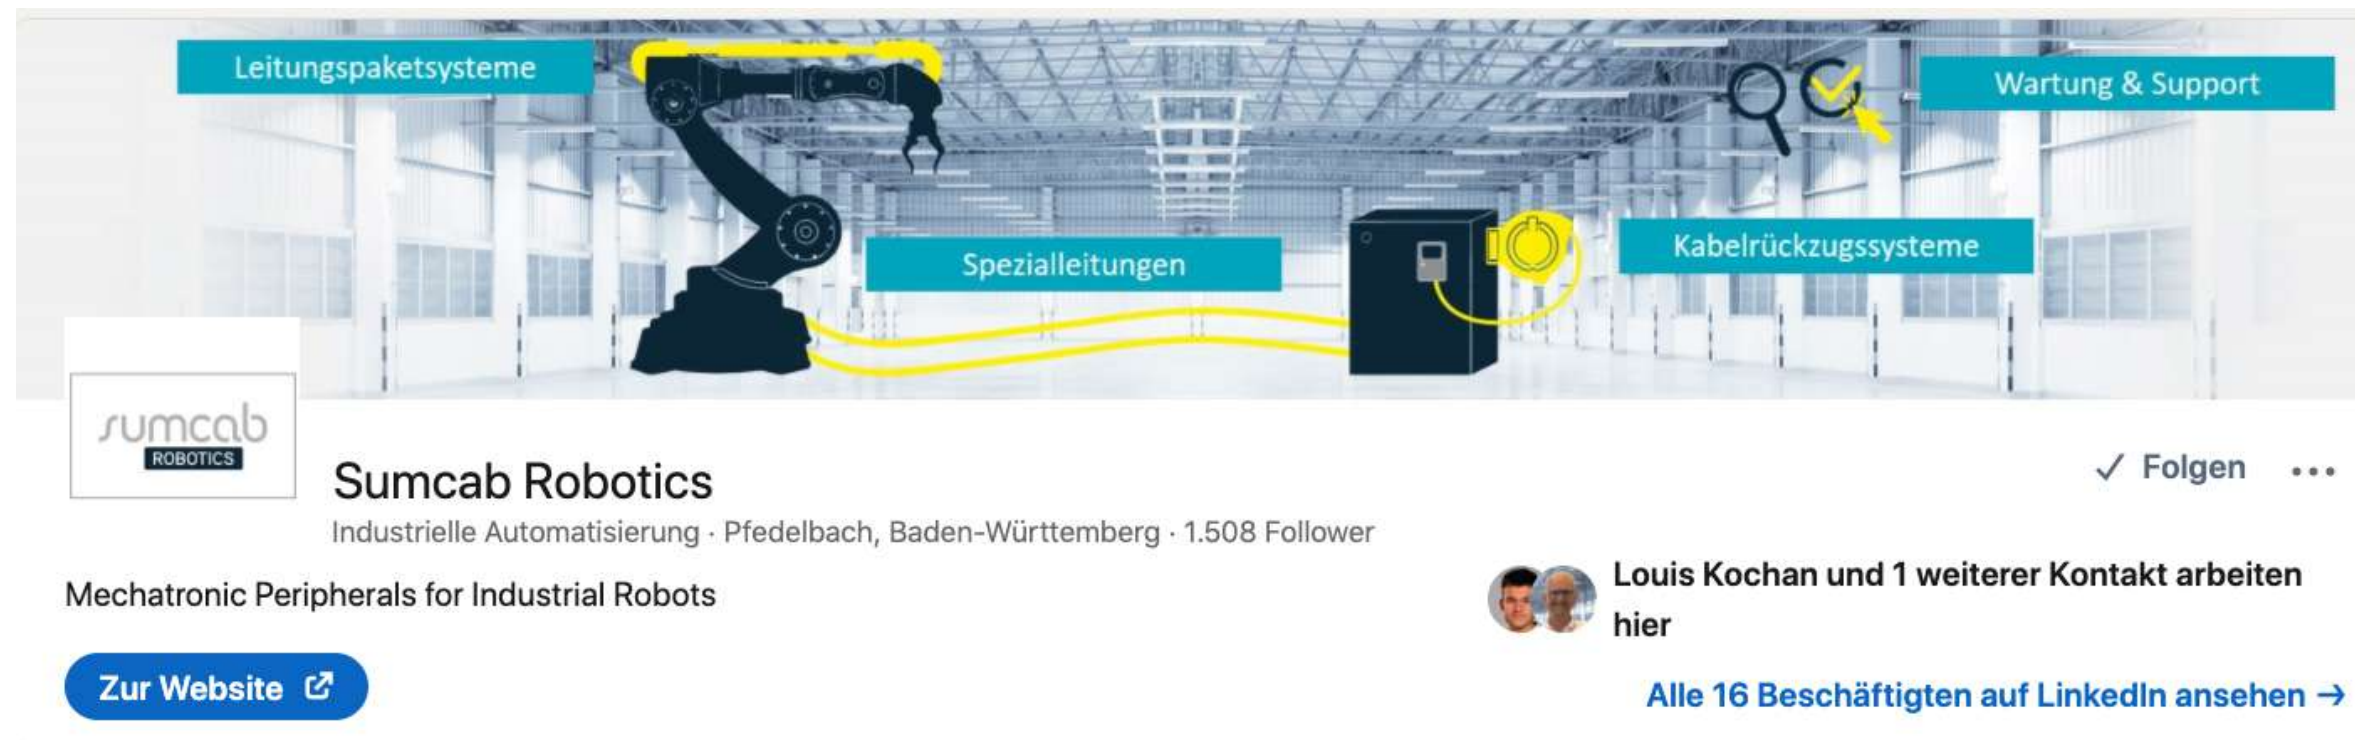 Leitungspaketsysteme
Wartung & Support
Spezialleitungen
Kabelrückzugssysteme
sumcab
ROBOTICS
Sumcab Robotics
Folgen
Industrielle Automatisierung · Pfedelbach, Baden-Württemberg · 1.508 Follower
Mechatronic Peripherals for Industrial Robots
Louis Kochan und 1 weiterer Kontakt arbeiten
hier
Zur Website
Alle 16 Beschäftigten auf LinkedIn ansehen →